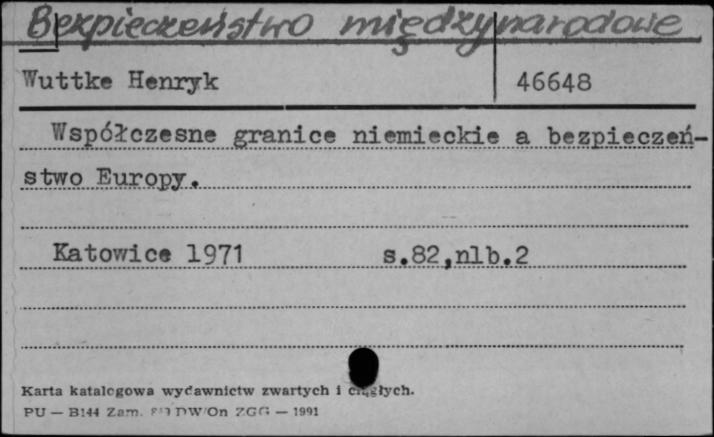 Bezpieczeństwo międzynarodowe
Wuttke Henryk 46648
Współczesne granice niemieckie a bezpieczeń-
stwo Europy.
Katowice 1971 s.82,nlb.2
Karta katalogowa wydawnictw zwartych i ciągłych.
PU — B144 Zam. DW/On ZGG — 1991